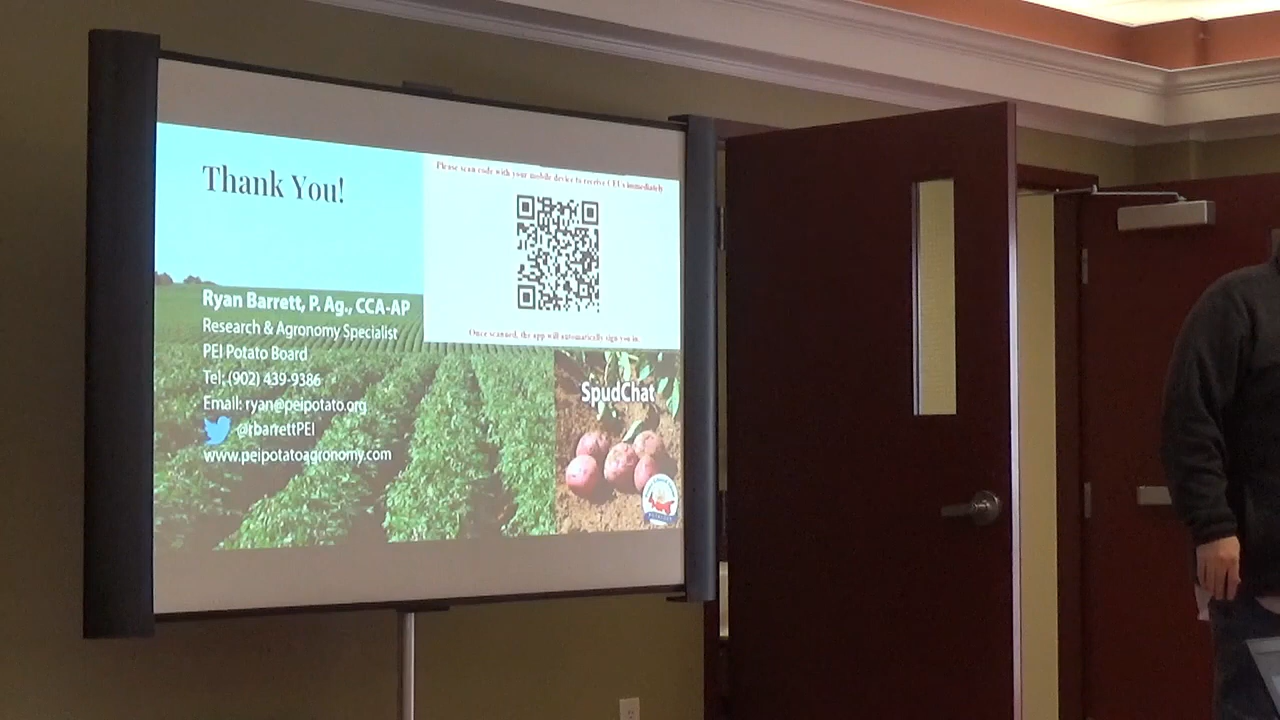 Thank You!
Please scan code with your mobile device to receive CEUs immediately
Ryan Barrett, P. Ag., CCA-AP
Research & Agronomy Specialist
PEI Potato Board
Tel: (902) 439-9386
Email: ryan@peipotato.org
@rbarrettPEI
www.peipotatoagronomy.com
Once scanned, the app will automatically sign you in.
SpudChat